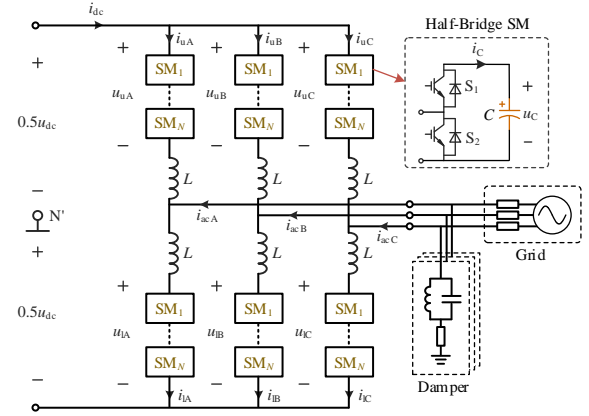 i_dc
Half-Bridge SM
+ i_uA + i_uB + i_uC
+ SM_1 SM_1 SM_1
i_C
S_1
+
C u_C
+
−
S_2
0.5u_dc u_uA u_uB u_uC
− SM_N − SM_N − SM_N
L L L
−
N'
i_acA
i_acB
i_acC
Grid
+
L L L
+ SM_1 + SM_1 + SM_1
0.5u_dc u_lA u_lB u_lC
− − SM_N − SM_N − SM_N
i_lA i_lB i_lC
Damper